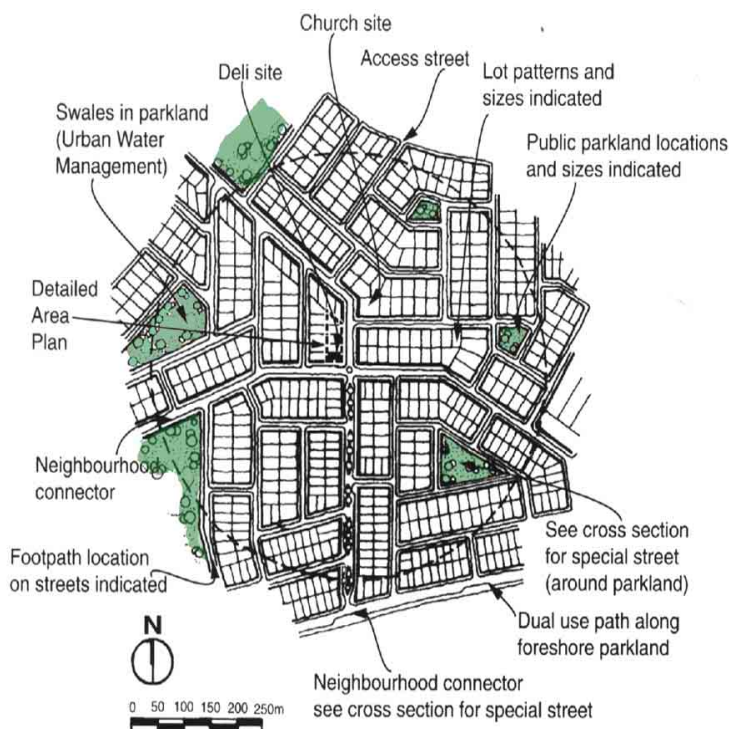 Church site
Deli site
Access street
Lot patterns and
sizes indicated
Swales in parkland
(Urban Water
Management)
Public parkland locations
and sizes indicated
Detailed
Area
Plan
Neighbourhood
connector
Footpath location
on streets indicated
See cross section
for special street
(around parkland)
Dual use path along
foreshore parkland
N
Neighbourhood connector
see cross section for special street
0 50 100 150 200 250m